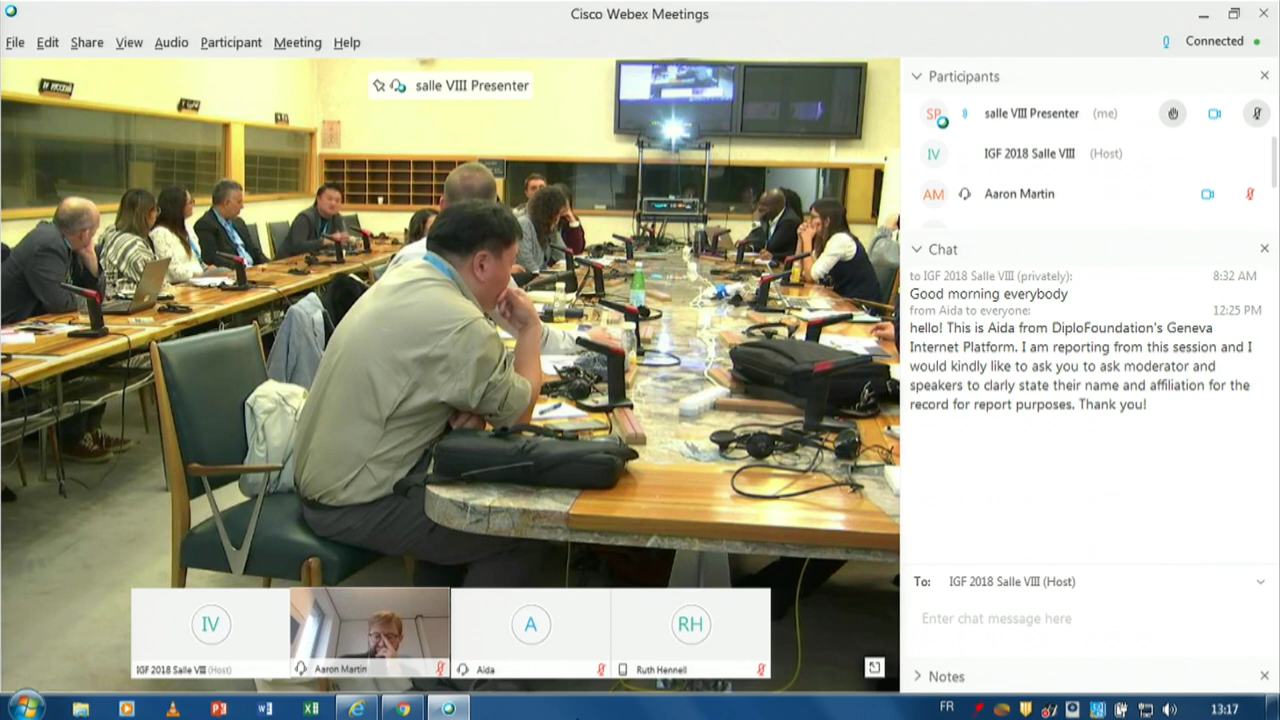 Cisco Webex Meetings
File Edit Share View Audio Participant Meeting Help
Connected
salle VIII Presenter
Participants
SP salle VIII Presenter (me)
IV IGF 2018 Salle VIII (Host)
AM Aaron Martin
Chat
to IGF 2018 Salle VIII (privately): 8:32 AM
Good morning everybody
from Aida to everyone: 12:25 PM
hello! This is Aida from DiploFoundation's Geneva
Internet Platform. I am reporting from this session and I
would kindly like to ask you to ask moderator and
speakers to clarly state their name and affiliation for the
record for report purposes. Thank you!
To: IGF 2018 Salle VIII (Host)
Enter chat message here
Notes
IV
IGF 2018 Salle VIII (Host)
Aaron Martin
A
Aida
RH
Ruth Hennell
FR
13:17